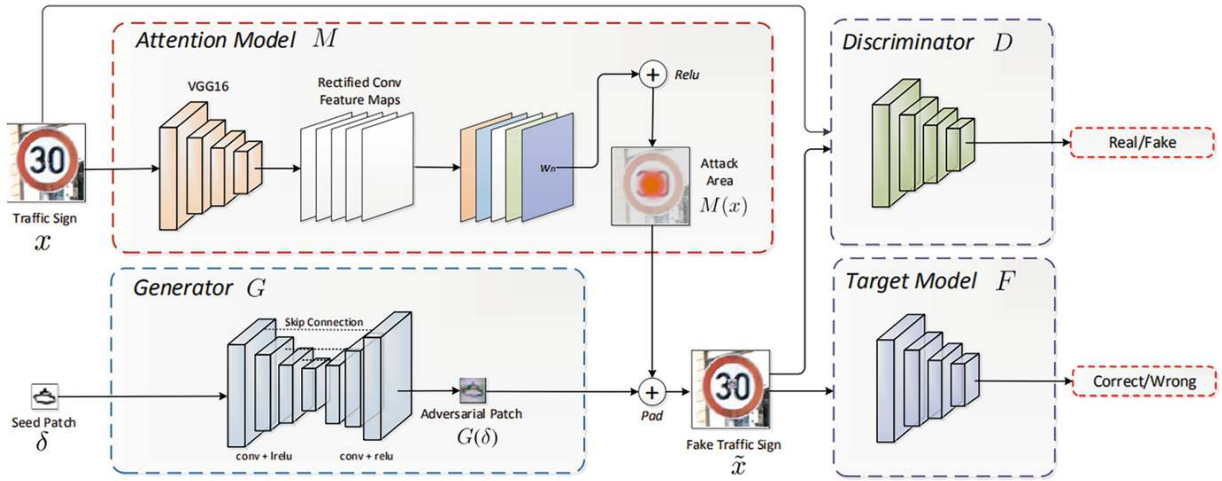 Attention Model M
VGG16
Rectified Conv
Feature Maps
wₙ
+
Relu
30
Traffic Sign
x
Attack
Area
M(x)
Discriminator D
Real/Fake
Generator G
Skip Connection
conv + lrelu
conv + relu
Seed Patch
δ
Adversarial Patch
G(δ)
+
Pad
30
Fake Traffic Sign
x̃
Target Model F
Correct/Wrong